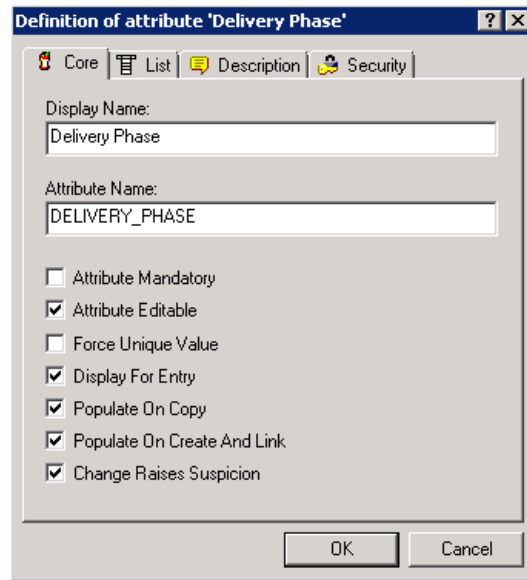 Definition of attribute 'Delivery Phase'
Core List Description Security
Display Name:
Delivery Phase
Attribute Name:
DELIVERY_PHASE
Attribute Mandatory
Attribute Editable
Force Unique Value
Display For Entry
Populate On Copy
Populate On Create And Link
Change Raises Suspicion
OK Cancel